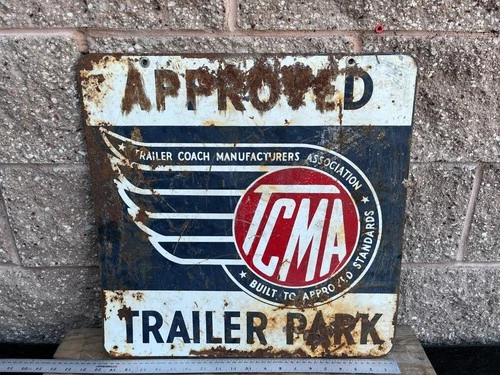 APPROVED
TRAILER COACH MANUFACTURERS ASSOCIATION
TCMA
BUILT TO APPROVED STANDARDS
TRAILER PARK